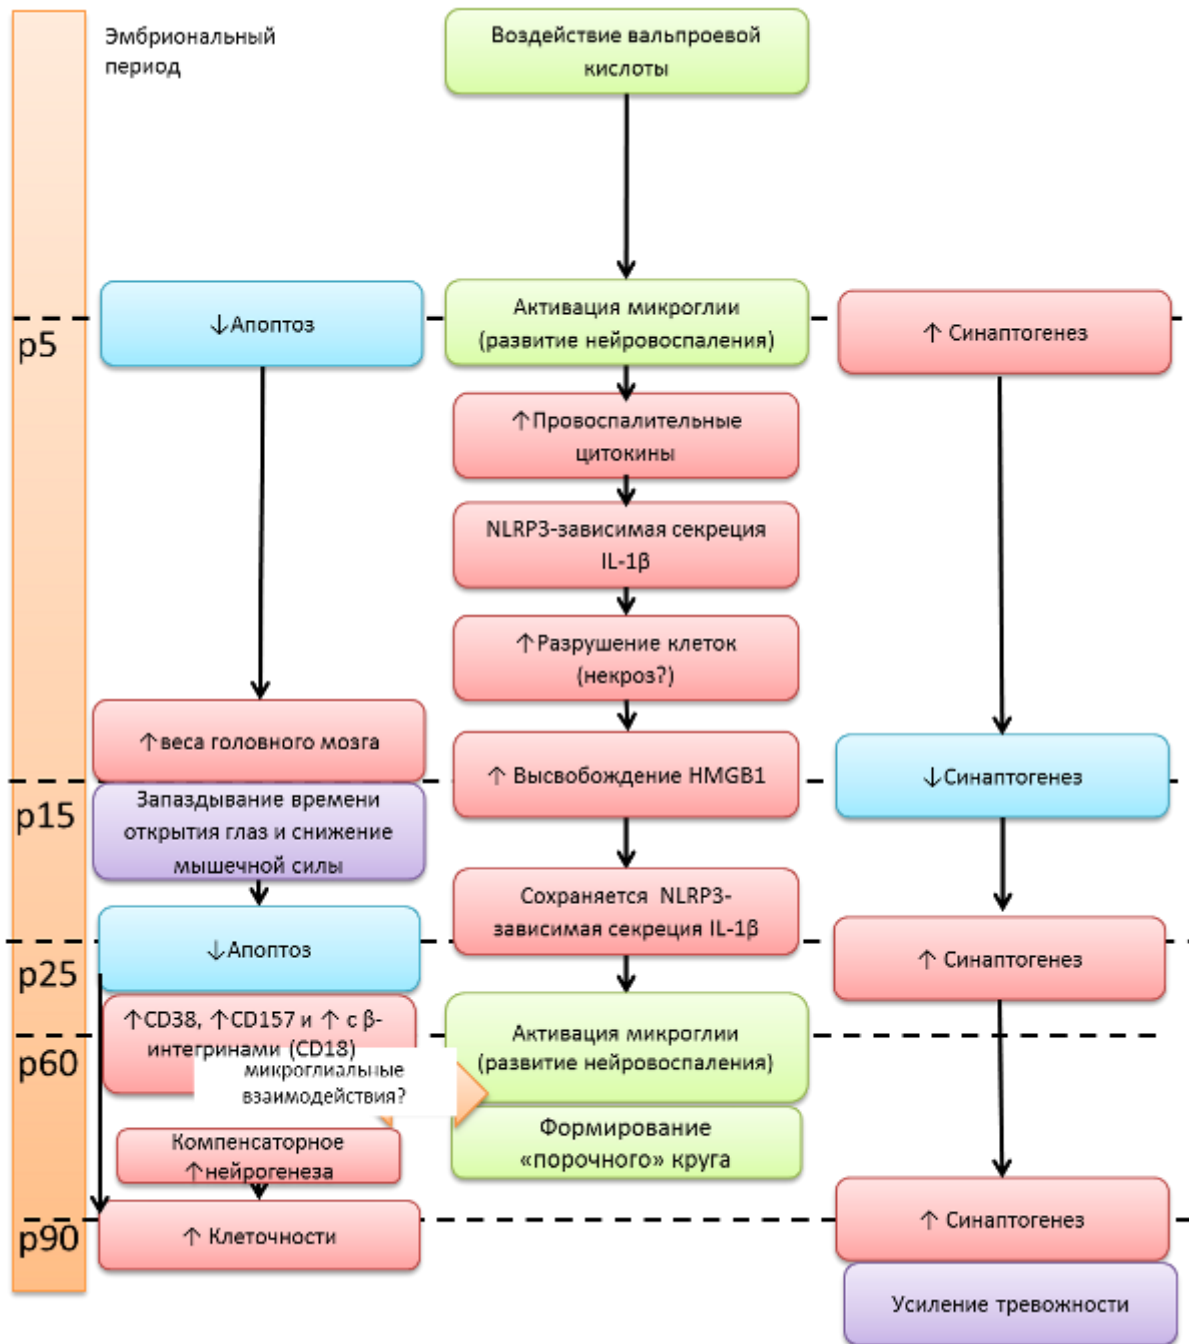 Эмбриональный
период
Воздействие вальпроевой
кислоты
p5
↓Апоптоз
Активация микроглии
(развитие нейровоспаления)
↑ Синаптогенез
↑Провоспалительные
цитокины
NLRP3-зависимая секреция
IL-1β
↑Разрушение клеток
(некроз?)
↑веса головного мозга
↑ Высвобождение HMGB1
↓Синаптогенез
p15
Запаздывание времени
открытия глаз и снижение
мышечной силы
Сохраняется NLRP3-
зависимая секреция IL-1β
↓Апоптоз
↑ Синаптогенез
p25
↑CD38, ↑CD157 и ↑ с β-
интегринами (CD18)
микроглиальные
взаимодействия?
Активация микроглии
(развитие нейровоспаления)
p60
Формирование
«порочного» круга
Компенсаторное
↑нейрогенеза
p90
↑ Клеточности
↑ Синаптогенез
Усиление тревожности